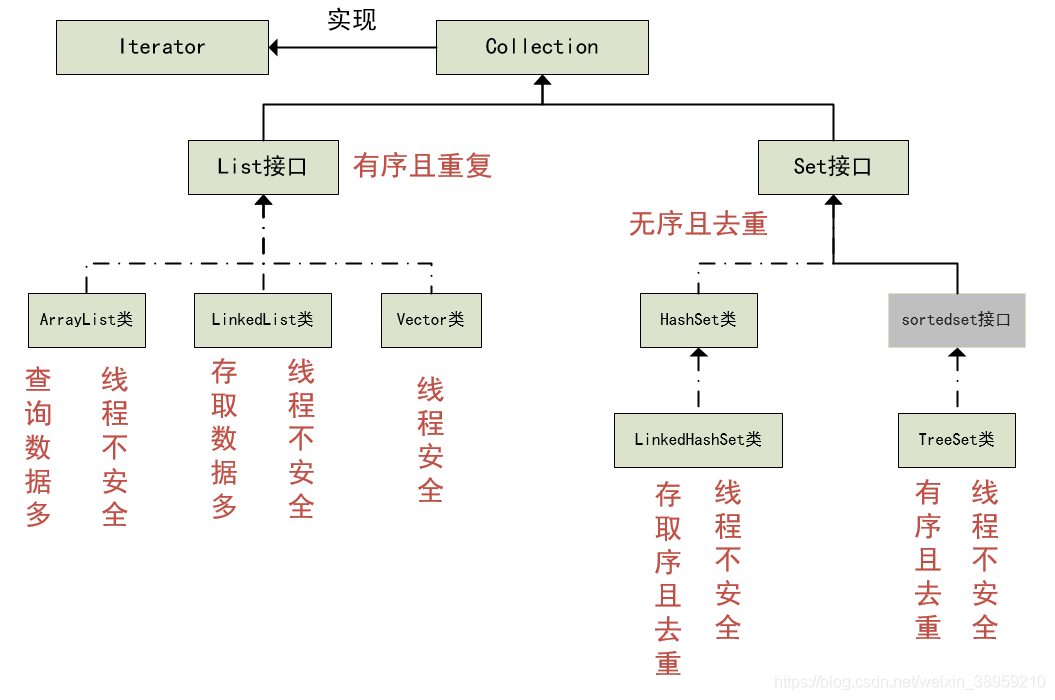 实现
Iterator
Collection
List接口
有序且重复
Set接口
无序且去重
ArrayList类
LinkedList类
Vector类
HashSet类
sortedset接口
查询数据多
线程不安全
存取数据多
线程不安全
线程安全
LinkedHashSet类
TreeSet类
存取序且去重
线程不安全
有序且去重
线程不安全
https://blog.csdn.net/weixin_38959210